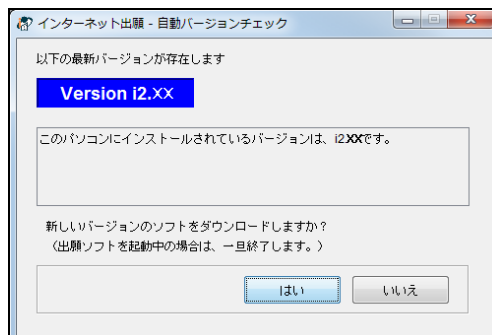 インターネット出願 - 自動バージョンチェック
以下の最新バージョンが存在します
Version i2.XX
このパソコンにインストールされているバージョンは、i2XXです。
新しいバージョンのソフトをダウンロードしますか？
（出願ソフトを起動中の場合は、一旦終了します。）
はい
いいえ